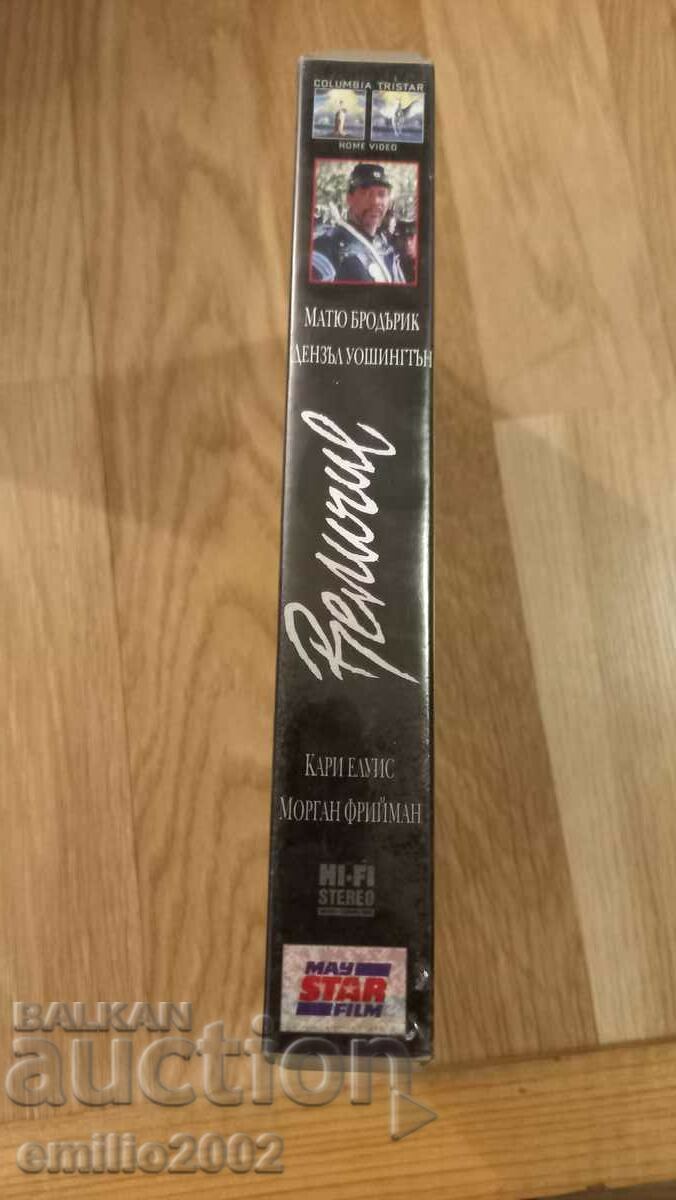 COLUMBIA TRISTAR
HOME VIDEO
МАТЮ БРОДЪРИК
ДЕНЗЪЛ УОШИНГТЪН
Величие
КАРИ ЕЛУИС
МОРГАН ФРИЙМАН
HI-FI
STEREO
MAY
STAR
FILM
BALKAN
auction
emilio2002